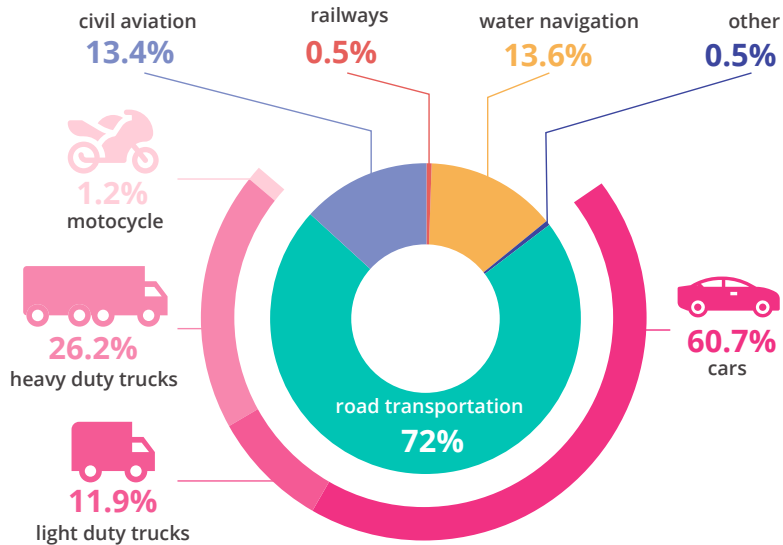 civil aviation
13.4%
railways
0.5%
water navigation
13.6%
other
0.5%
1.2%
motocycle
26.2%
heavy duty trucks
11.9%
light duty trucks
60.7%
cars
road transportation
72%